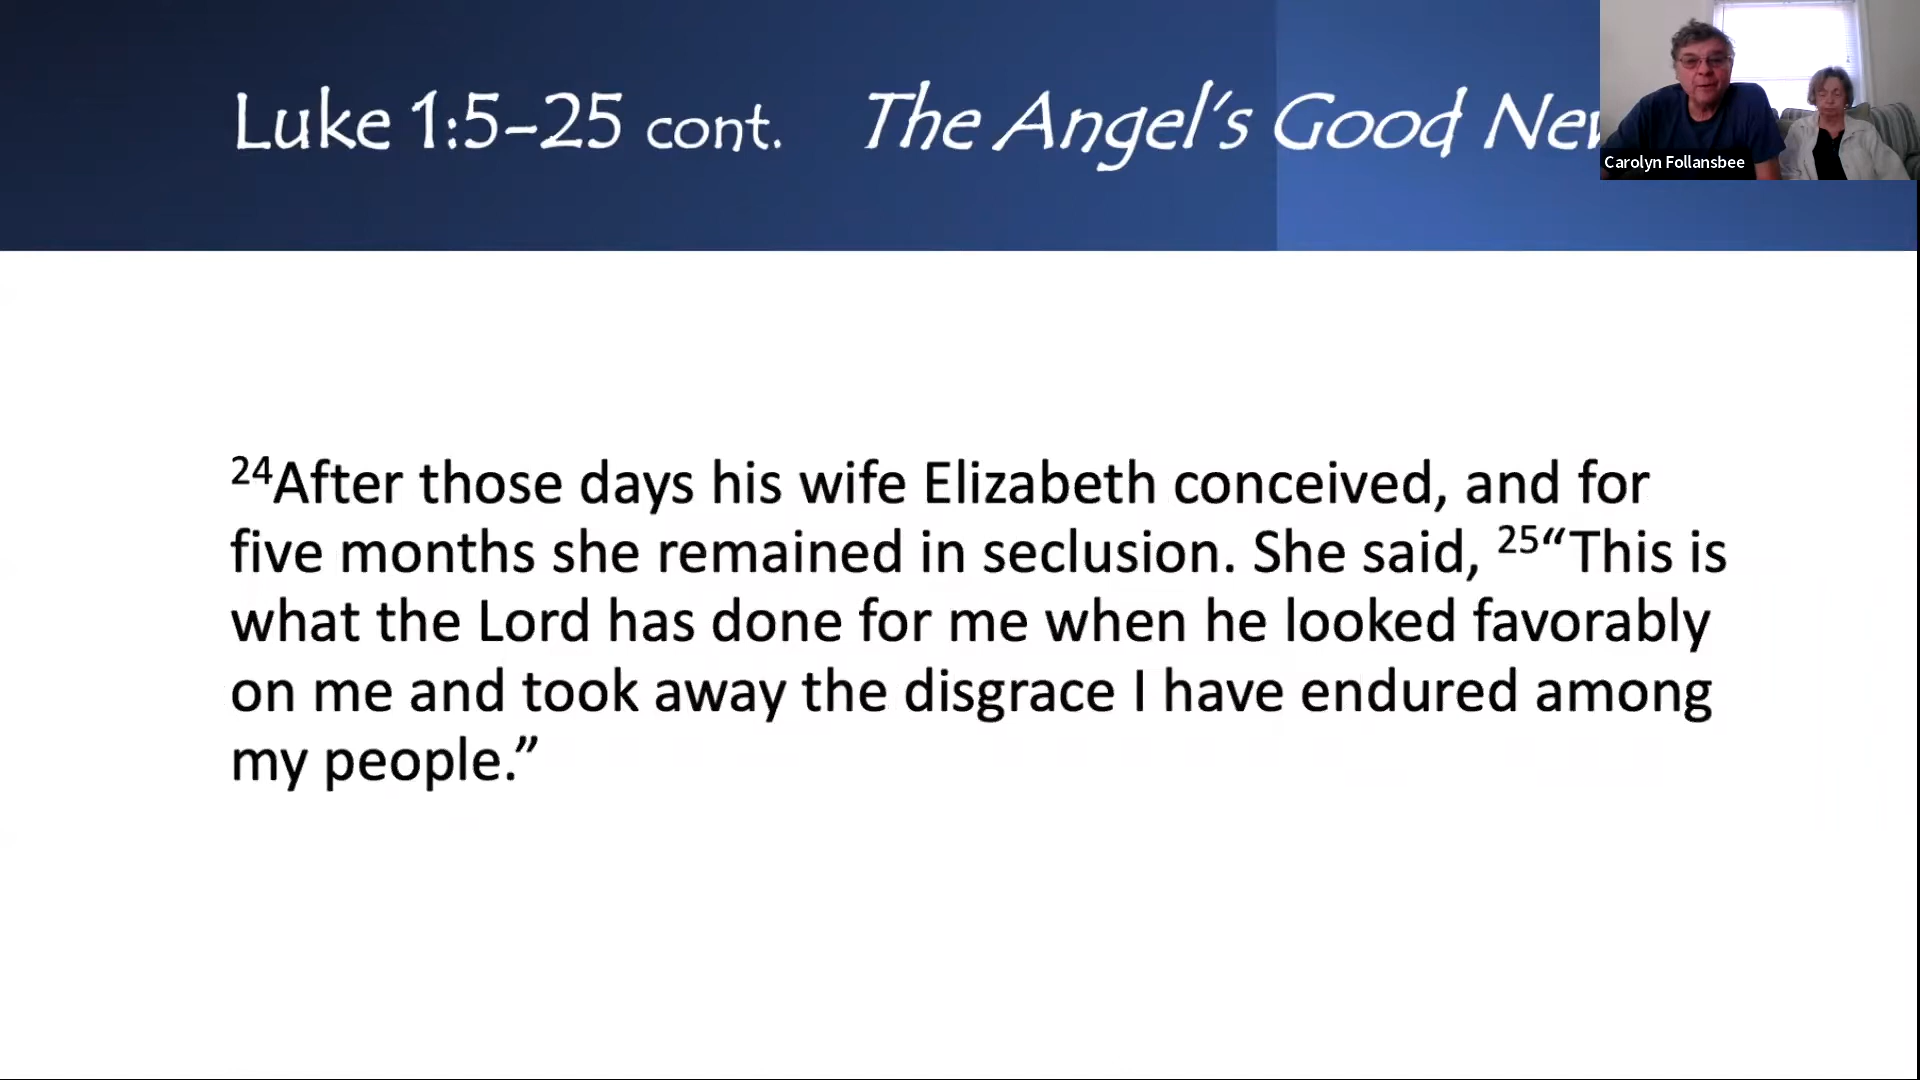 Luke 1:5–25 cont. The Angel’s Good
Carolyn Follansbee
24After those days his wife Elizabeth conceived, and for
five months she remained in seclusion. She said, 25“This is
what the Lord has done for me when he looked favorably
on me and took away the disgrace I have endured among
my people.”